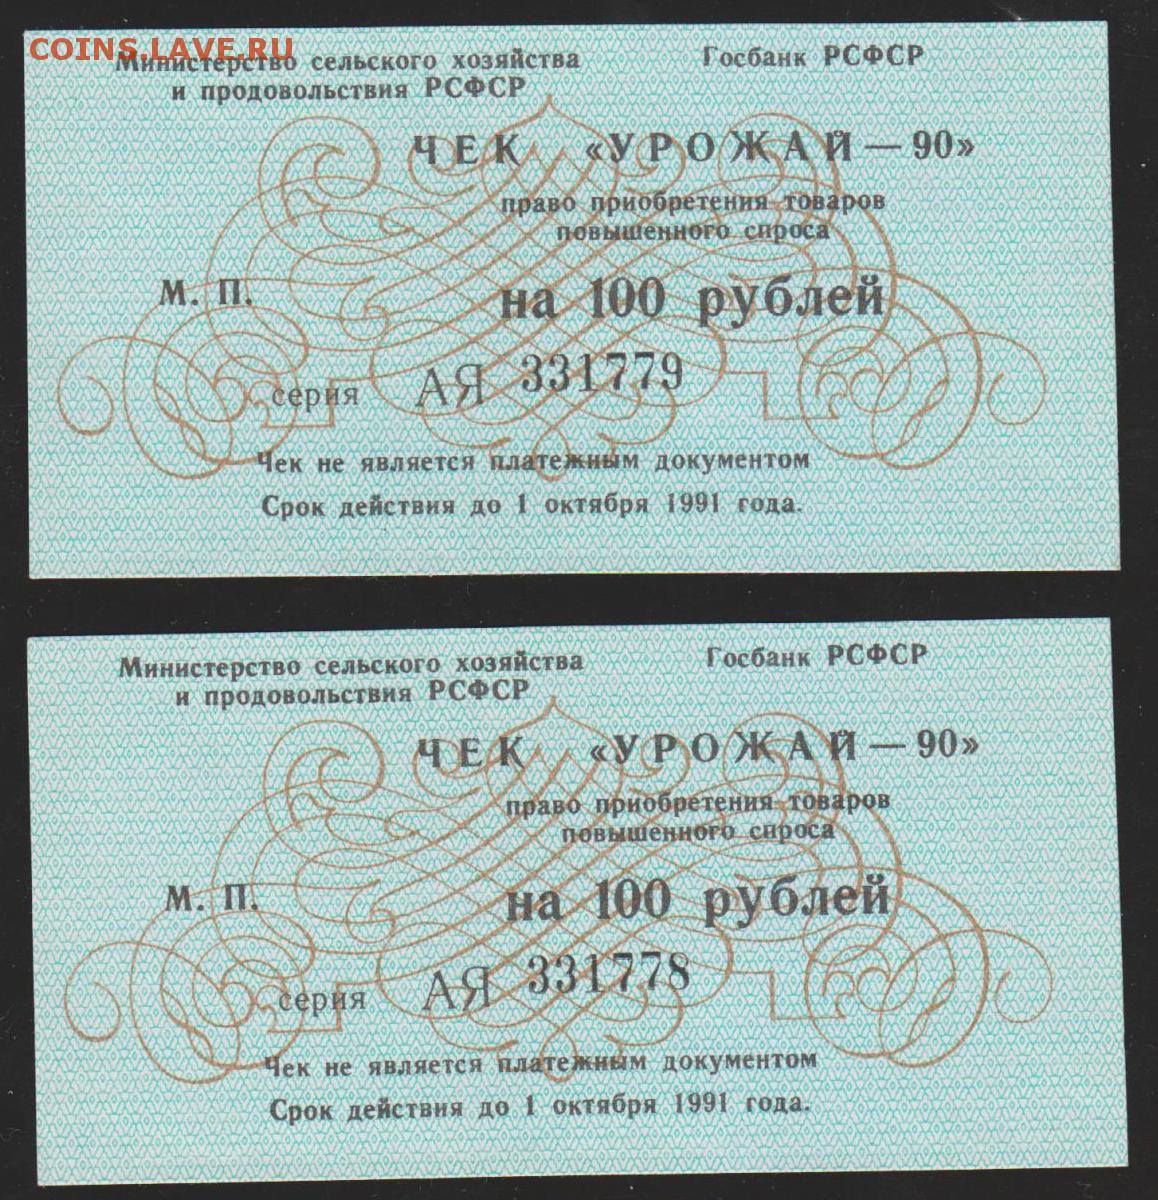 COINS.LAVE.RU
Министерство сельского хозяйства
и продовольствия РСФСР
Госбанк РСФСР
ЧЕК «УРОЖАЙ — 90»
право приобретения товаров
повышенного спроса
М. П.
на 100 рублей
серия АЯ 331779
Чек не является платежным документом
Срок действия до 1 октября 1991 года.
Министерство сельского хозяйства
и продовольствия РСФСР
Госбанк РСФСР
ЧЕК «УРОЖАЙ — 90»
право приобретения товаров
повышенного спроса
М. П.
на 100 рублей
серия АЯ 331778
Чек не является платежным документом
Срок действия до 1 октября 1991 года.